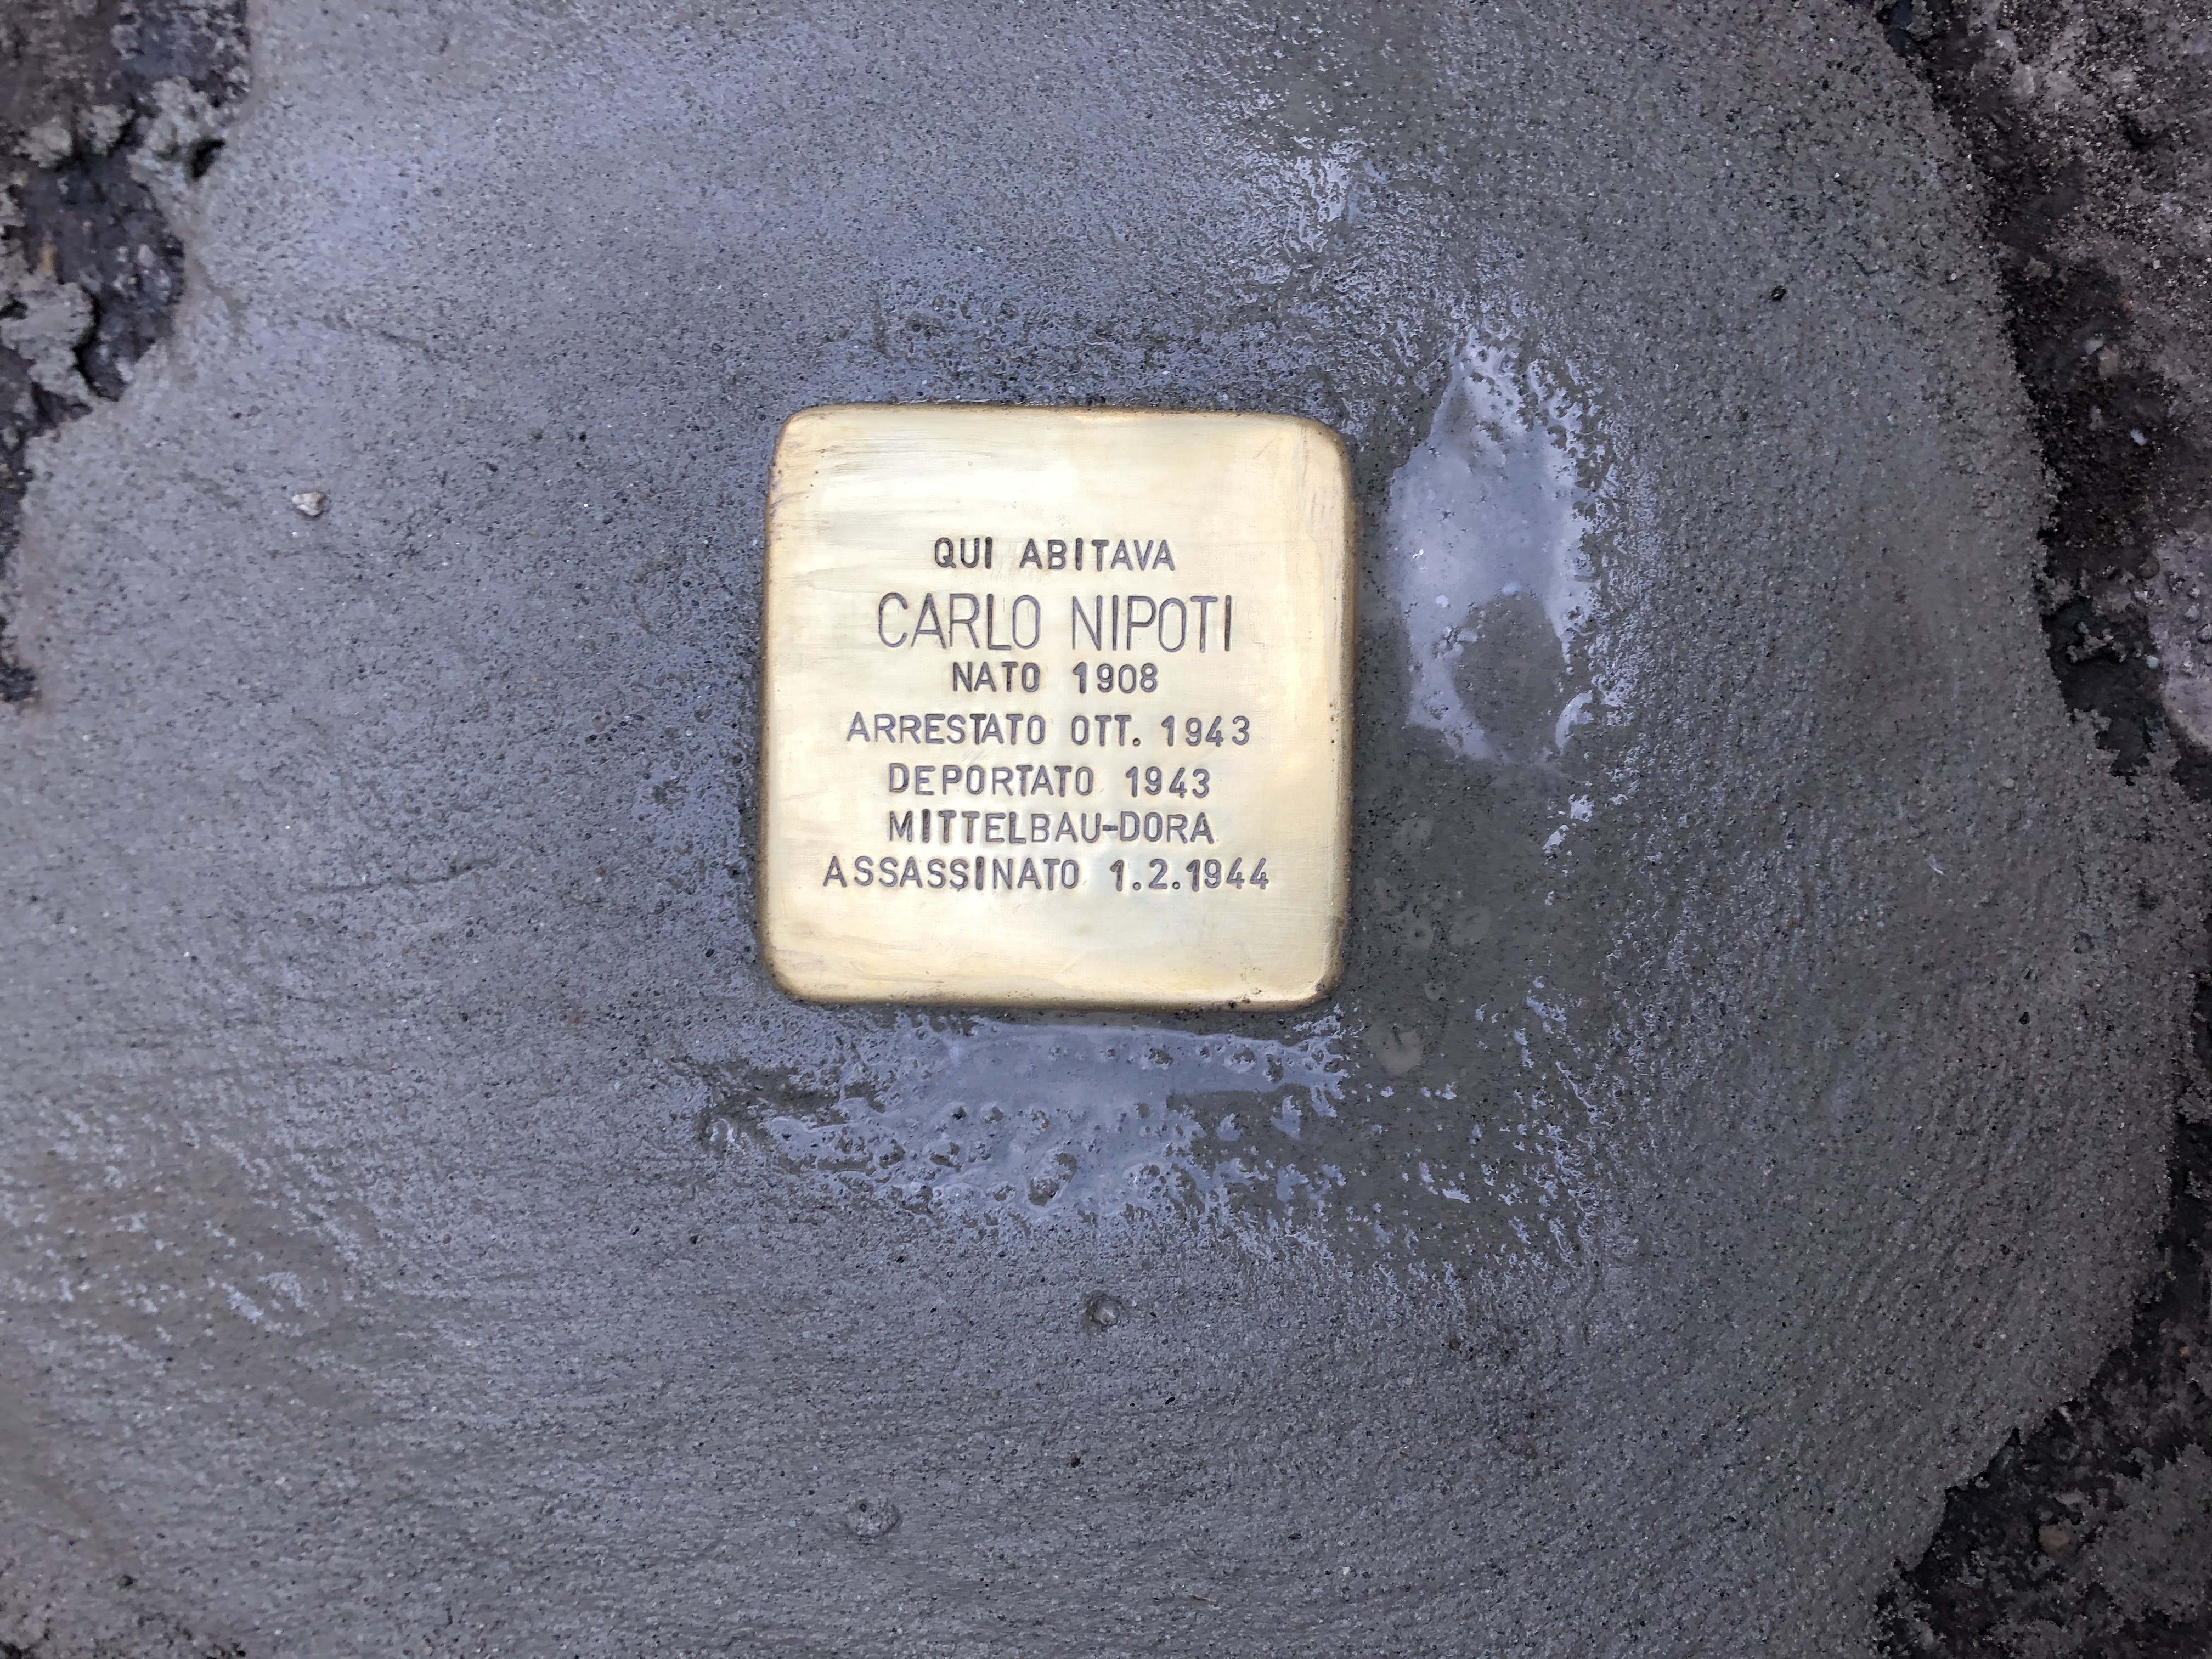 QUI ABITAVA
CARLO NIPOTI
NATO 1908
ARRESTATO OTT. 1943
DEPORTATO 1943
MITTELBAU-DORA
ASSASSINATO 1.2.1944